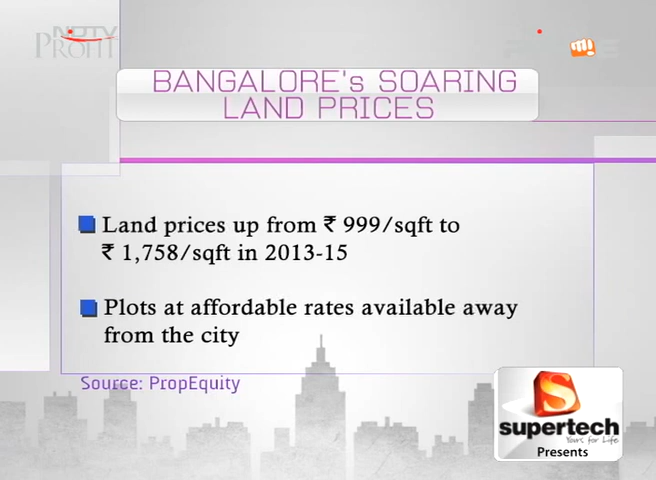 NDTV
PROFIT
BANGALORE's SOARING
LAND PRICES
Land prices up from ₹ 999/sqft to
₹ 1,758/sqft in 2013-15
Plots at affordable rates available away
from the city
Source: PropEquity
S
supertech
Yours for Life
Presents